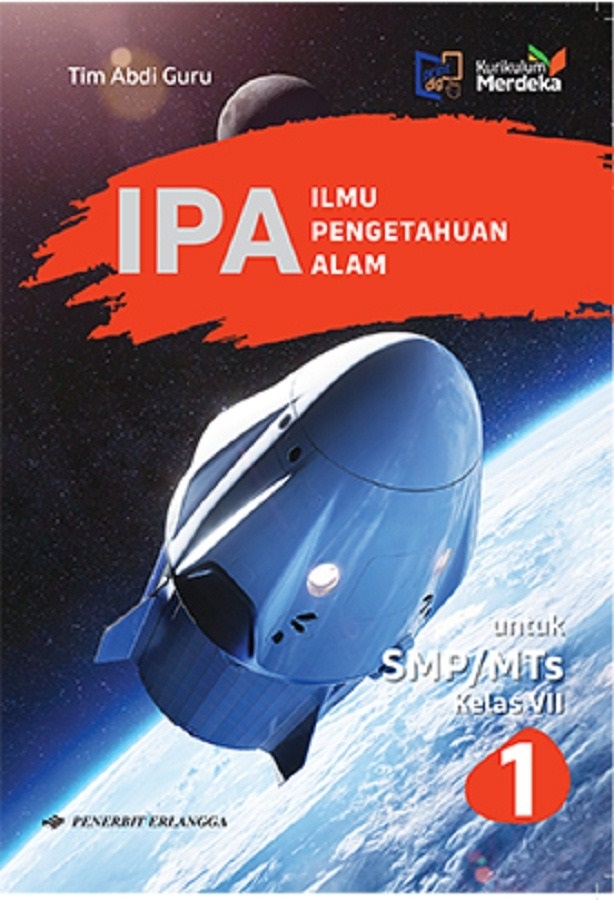 Tim Abdi Guru
Kurikulum
Merdeka
IPA
ILMU
PENGETAHUAN
ALAM
untuk
SMP/MTs
Kelas VII
1
PENERBIT ERLANGGA